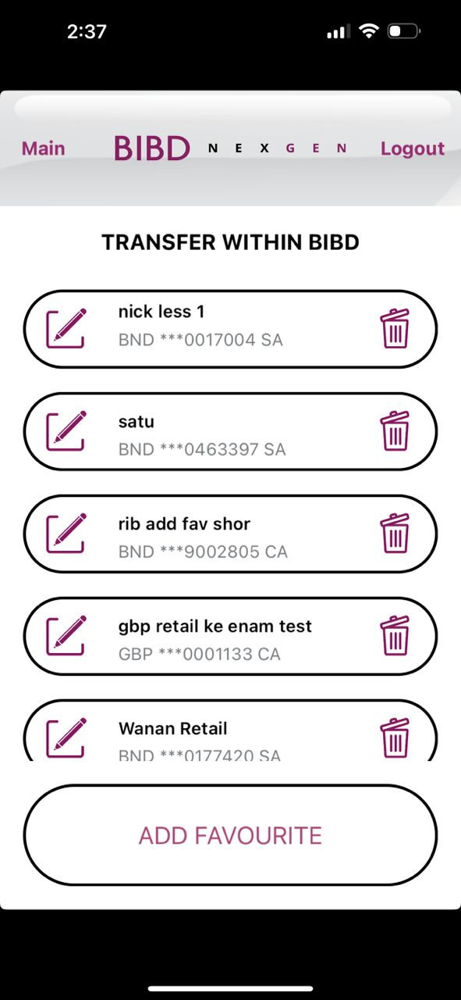 2:37
Main BIBD NEXGEN Logout
TRANSFER WITHIN BIBD
nick less 1
BND ***0017004 SA
satu
BND ***0463397 SA
rib add fav shor
BND ***9002805 CA
gbp retail ke enam test
GBP ***0001133 CA
Wanan Retail
BND ***0177420 SA
ADD FAVOURITE